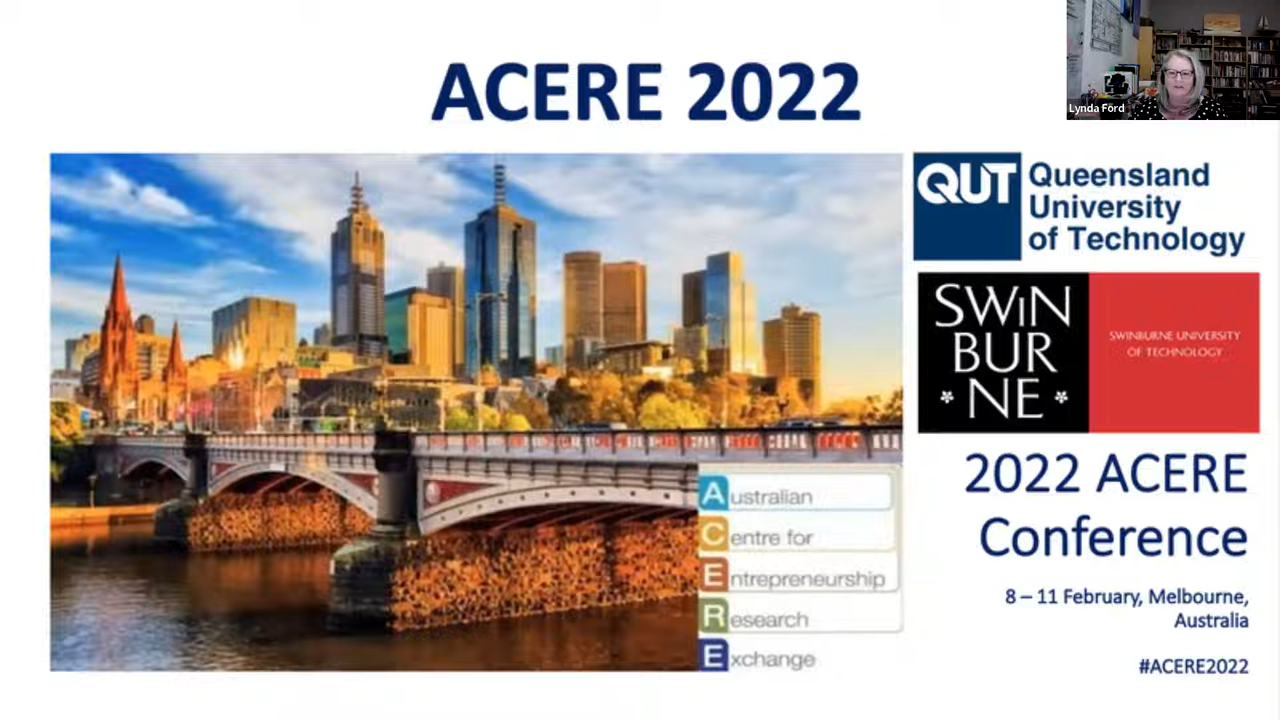 ACERE 2022
Lynda Ford
QUT
Queensland
University
of Technology
SWIN
BUR
NE
SWINBURNE UNIVERSITY
OF TECHNOLOGY
Australian
Centre for
Entrepreneurship
Research
Exchange
2022 ACERE
Conference
8 – 11 February, Melbourne,
Australia
#ACERE2022